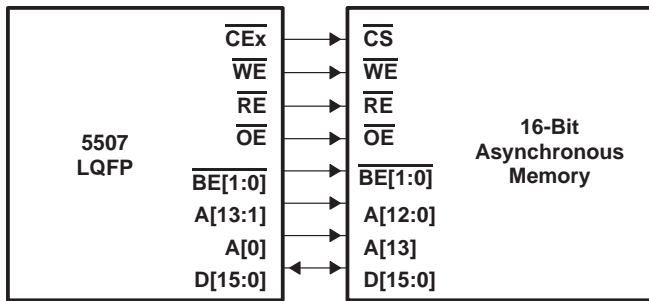 CEx CS
WE WE
RE RE
OE OE
5507
LQFP
16-Bit
Asynchronous
Memory
BE[1:0] BE[1:0]
A[13:1] A[12:0]
A[0] A[13]
D[15:0] D[15:0]